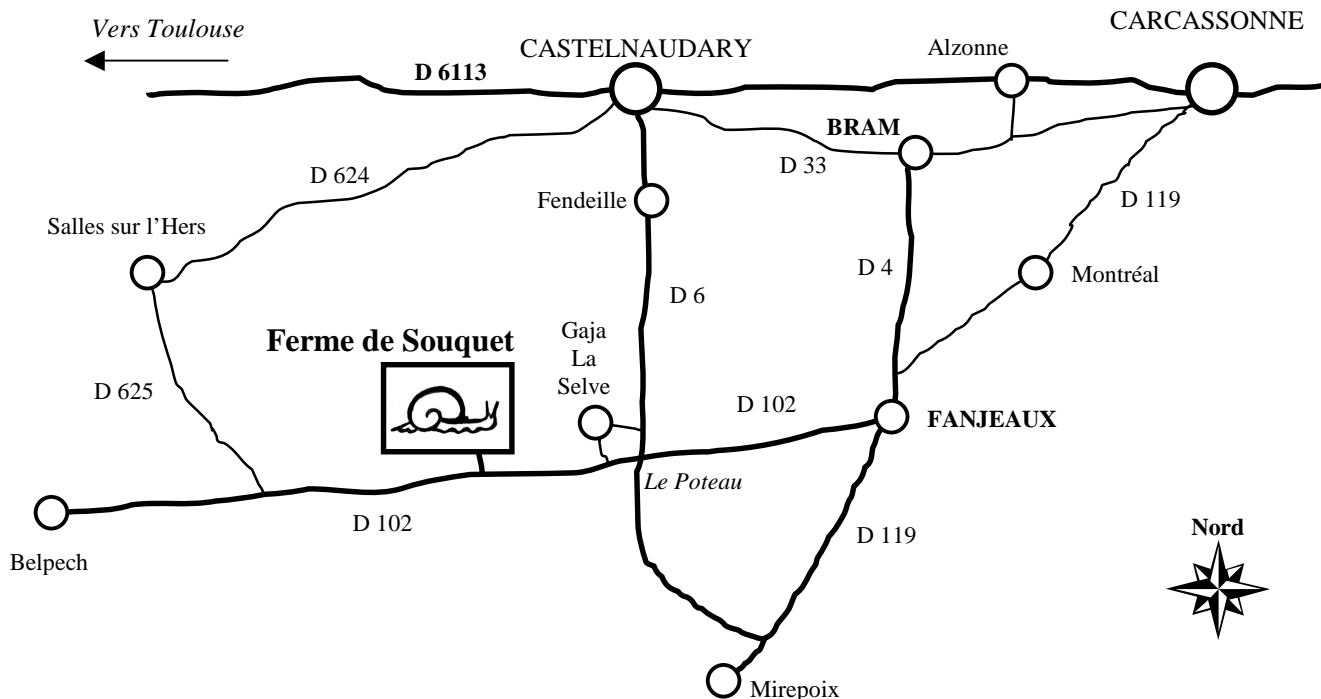 CARCASSONNE
Vers Toulouse
CASTELNAUDARY
Alzonne
D 6113
BRAM
D 33
D 624
D 119
Fendeille
Salles sur l’Hers
D 4
Montréal
D 6
Ferme de Souquet
Gaja
La
Selve
D 625
D 102
FANJEAUX
Le Poteau
D 102
D 119
Nord
Belpech
Mirepoix